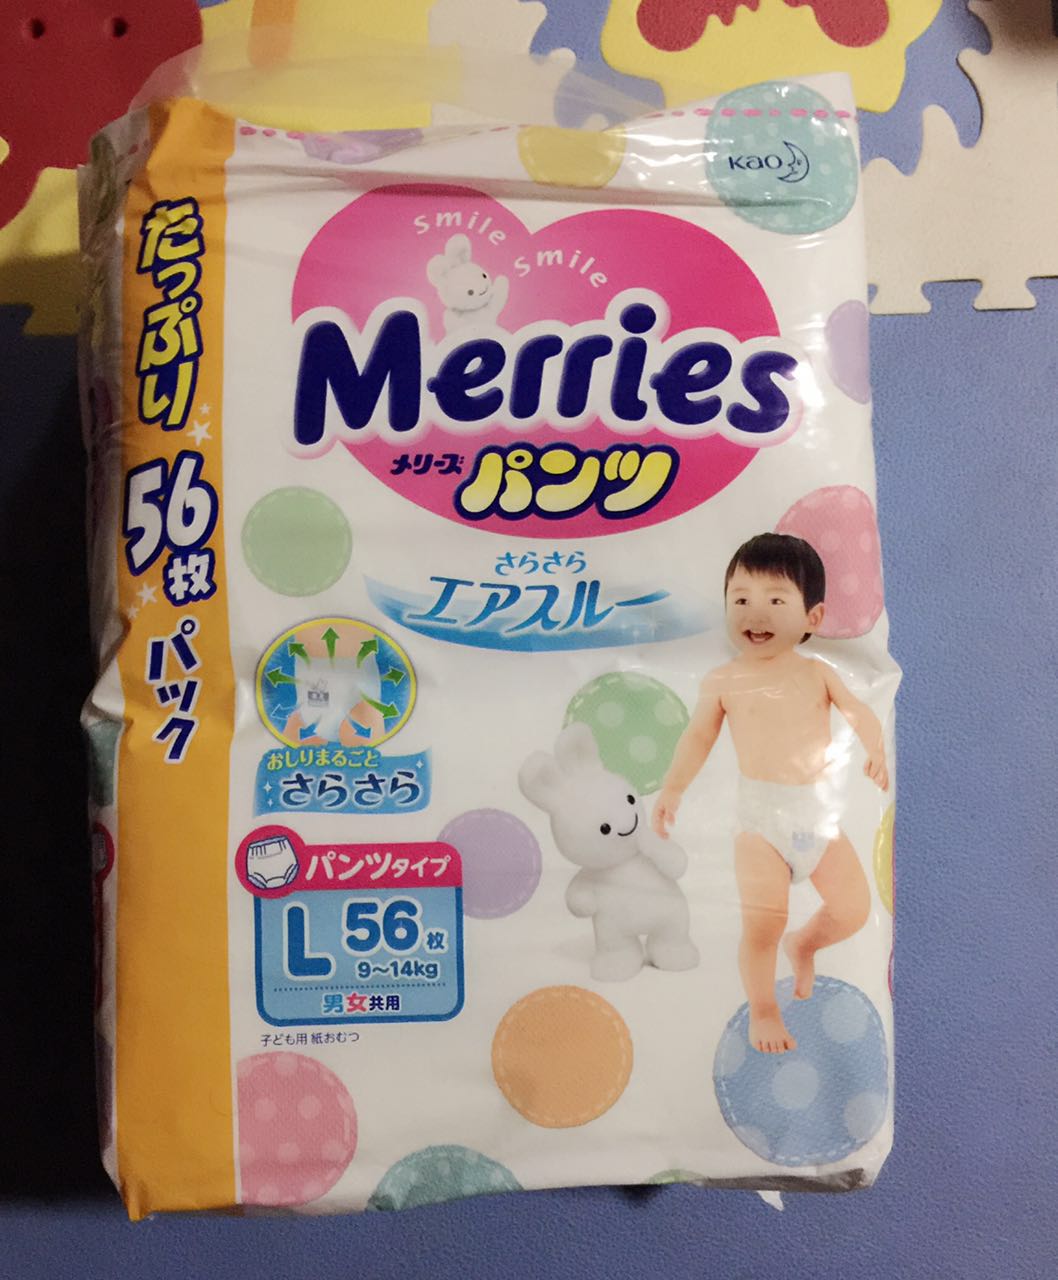 Kao
たっぷり
56枚
パック
Smile
Smile
Merries
メリーズ パンツ
さらさら
エアスルー
おしりまるごと
さらさら
パンツタイプ
L 56枚
9〜14kg
男女共用
子ども用 紙おむつ